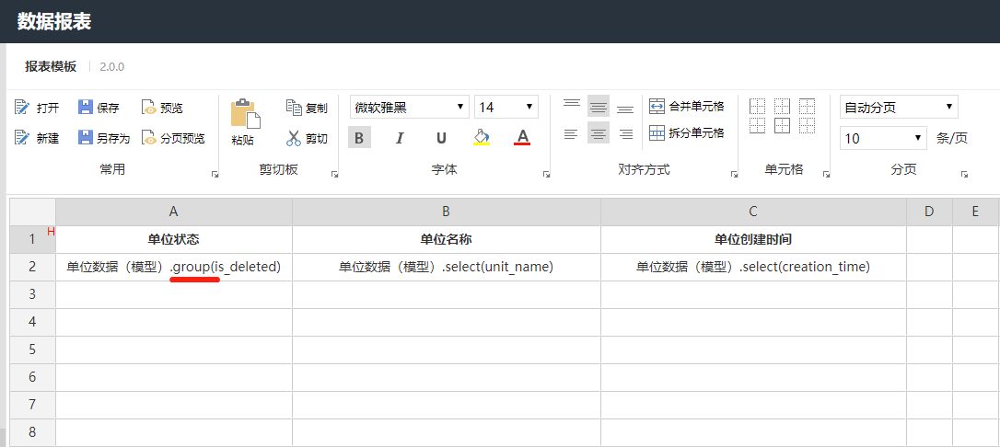 数据报表
报表模板 2.0.0
打开 保存 预览 复制 微软雅黑 14 合并单元格 自动分页
新建 另存为 分页预览 粘贴 剪切 B I U A 拆分单元格 10 条/页
常用 剪切板 字体 对齐方式 单元格 分页
A B C D E
1 H 单位状态 单位名称 单位创建时间
2 单位数据（模型）.group(is_deleted) 单位数据（模型）.select(unit_name) 单位数据（模型）.select(creation_time)
3
4
5
6
7
8